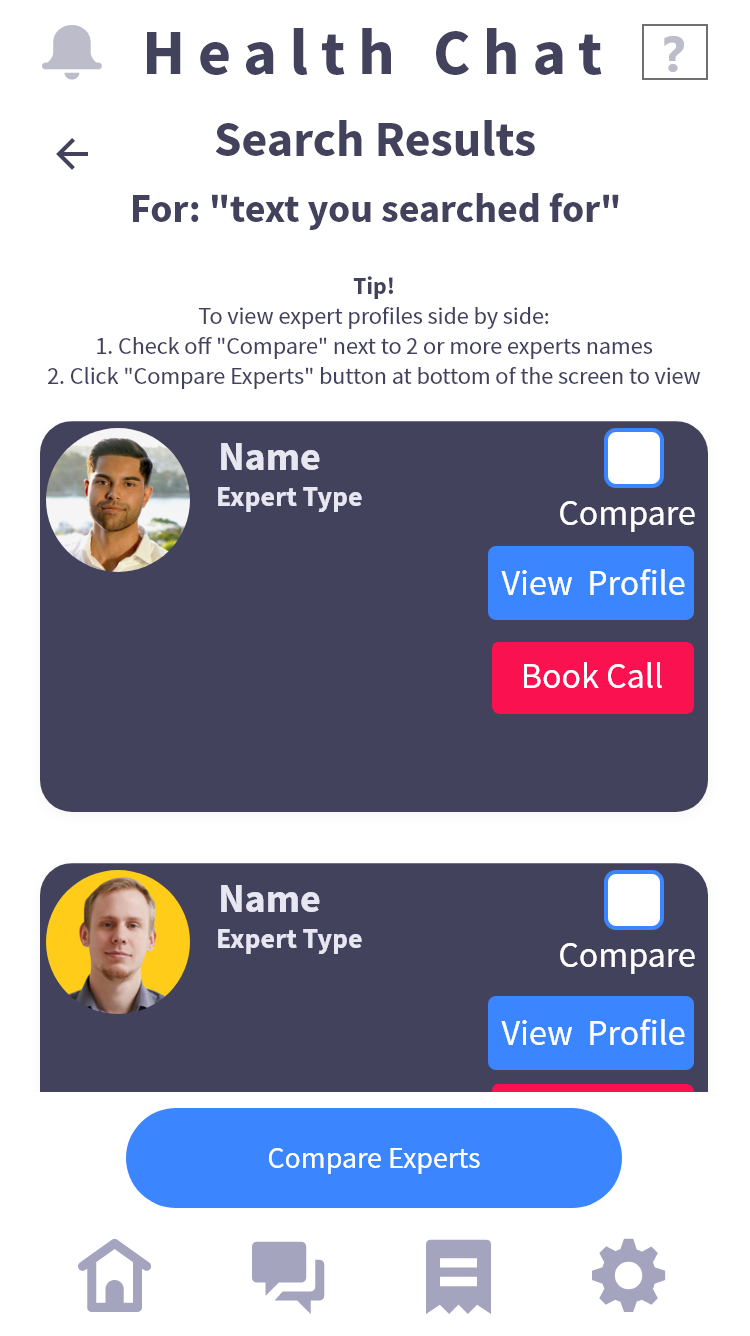 Health Chat
?
Search Results
For: "text you searched for"
Tip!
To view expert profiles side by side:
1. Check off "Compare" next to 2 or more experts names
2. Click "Compare Experts" button at bottom of the screen to view
Name
Expert Type
Compare
View Profile
Book Call
Name
Expert Type
Compare
View Profile
Compare Experts